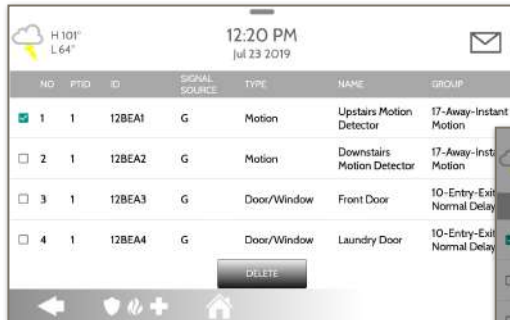 H 101°
L 64°
12:20 PM
Jul 23 2019
NO PTID ID SIGNAL SOURCE TYPE NAME GROUP
1 1 12BEA1 G Motion Upstairs Motion Detector 17-Away-Instant Motion
2 1 12BEA2 G Motion Downstairs Motion Detector 17-Away-Insta Motion
3 1 12BEA3 G Door/Window Front Door 10-Entry-Exit Normal Delay
4 1 12BEA4 G Door/Window Laundry Door 10-Entry-Exit Normal Delay
DELETE